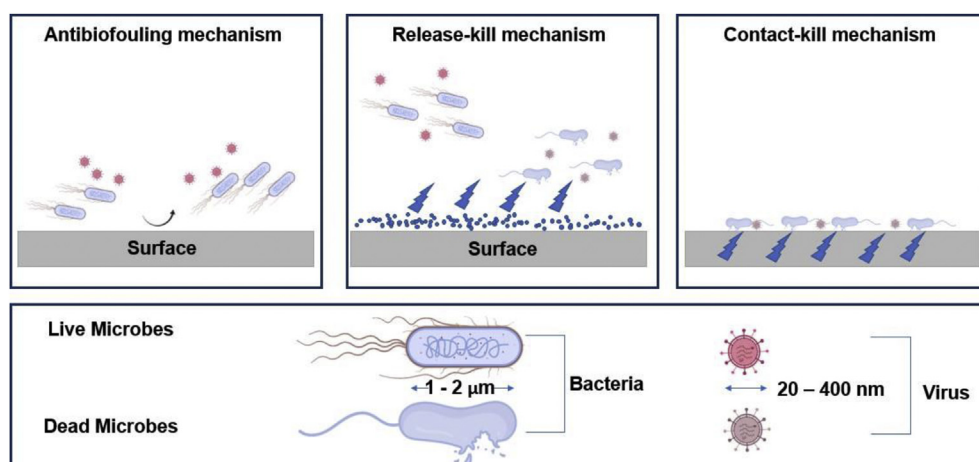 Antibiofouling mechanism
Release-kill mechanism
Contact-kill mechanism
Surface
Surface
Live Microbes
1 - 2 µm
Bacteria
20 – 400 nm
Virus
Dead Microbes